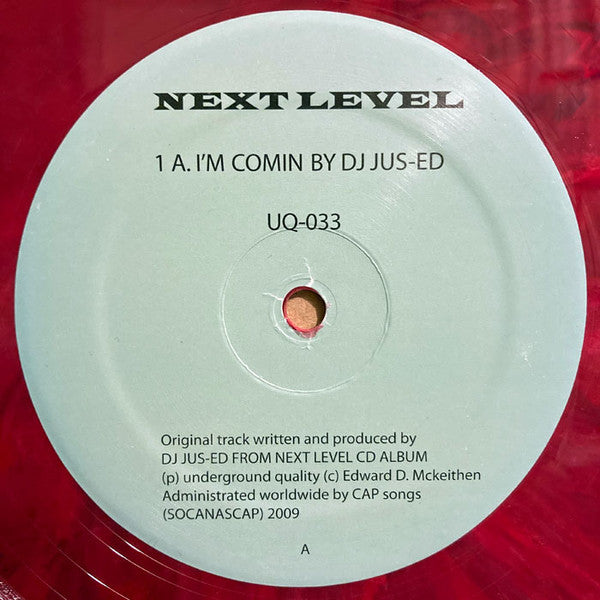 NEXT LEVEL
1 A. I'M COMIN BY DJ JUS-ED
UQ-033
Original track written and produced by
DJ JUS-ED FROM NEXT LEVEL CD ALBUM
(p) underground quality (c) Edward D. Mckeithen
Administrated worldwide by CAP songs
(SOCANASCAP) 2009
A